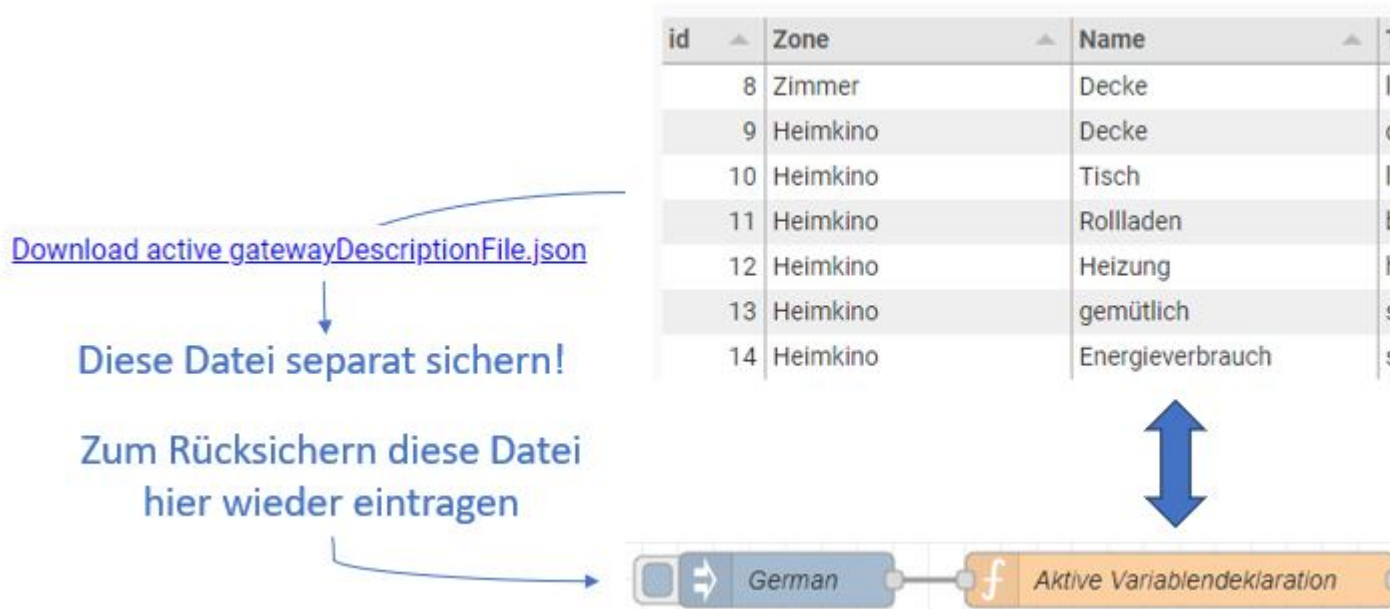 id Zone Name
8 Zimmer Decke
9 Heimkino Decke
10 Heimkino Tisch
11 Heimkino Rollladen
12 Heimkino Heizung
13 Heimkino gemütlich
14 Heimkino Energieverbrauch
Download active gatewayDescriptionFile.json
Diese Datei separat sichern!
Zum Rücksichern diese Datei
hier wieder eintragen
German
Aktive Variablendeklaration